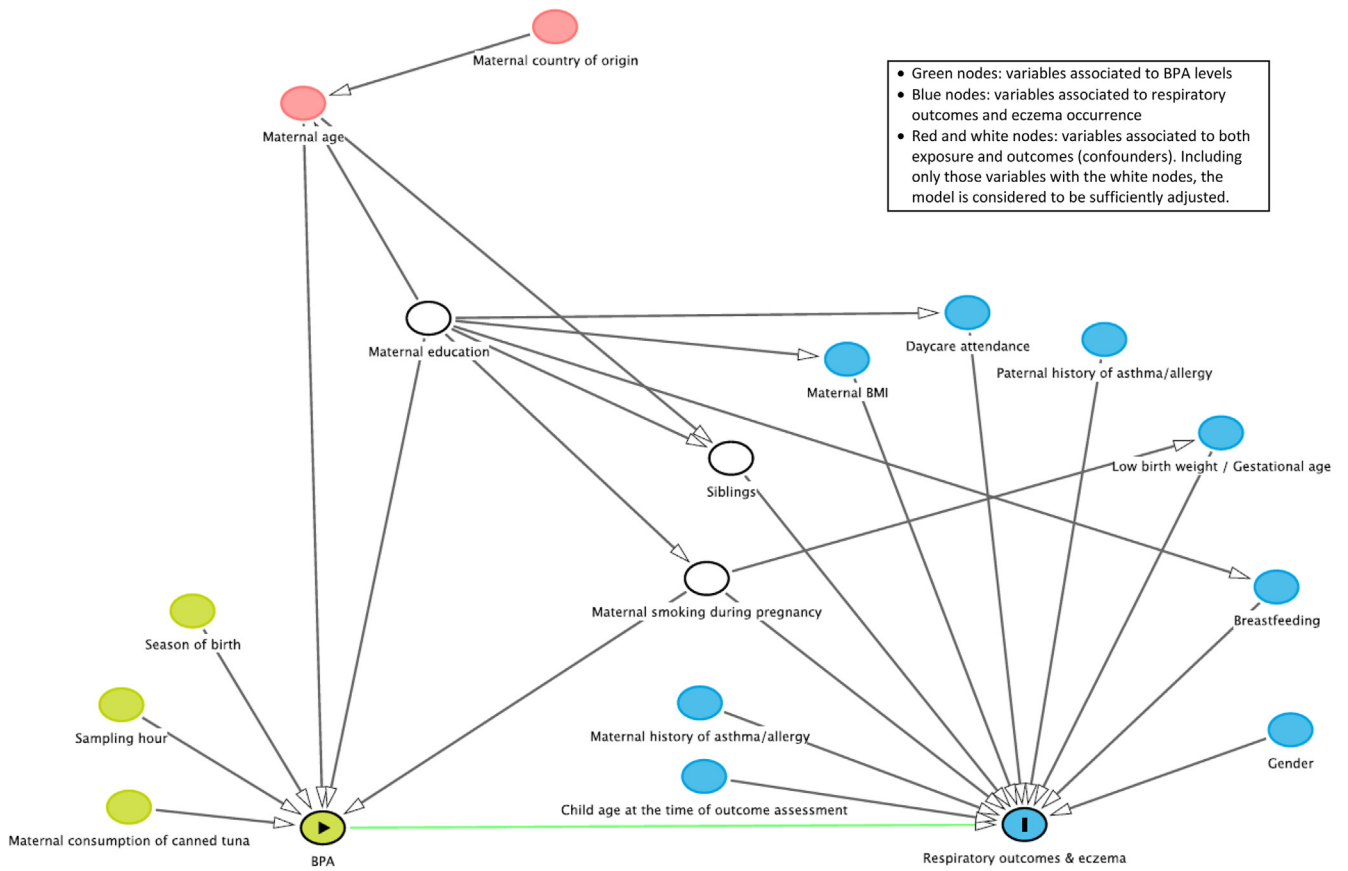 Maternal country of origin
Maternal age
• Green nodes: variables associated to BPA levels
• Blue nodes: variables associated to respiratory
outcomes and eczema occurrence
• Red and white nodes: variables associated to both
exposure and outcomes (confounders). Including
only those variables with the white nodes, the
model is considered to be sufficiently adjusted.
Maternal education
Daycare attendance
Paternal history of asthma/allergy
Maternal BMI
Low birth weight / Gestational age
Siblings
Maternal smoking during pregnancy
Breastfeeding
Season of birth
Sampling hour
Maternal history of asthma/allergy
Gender
Child age at the time of outcome assessment
Maternal consumption of canned tuna
BPA
Respiratory outcomes & eczema